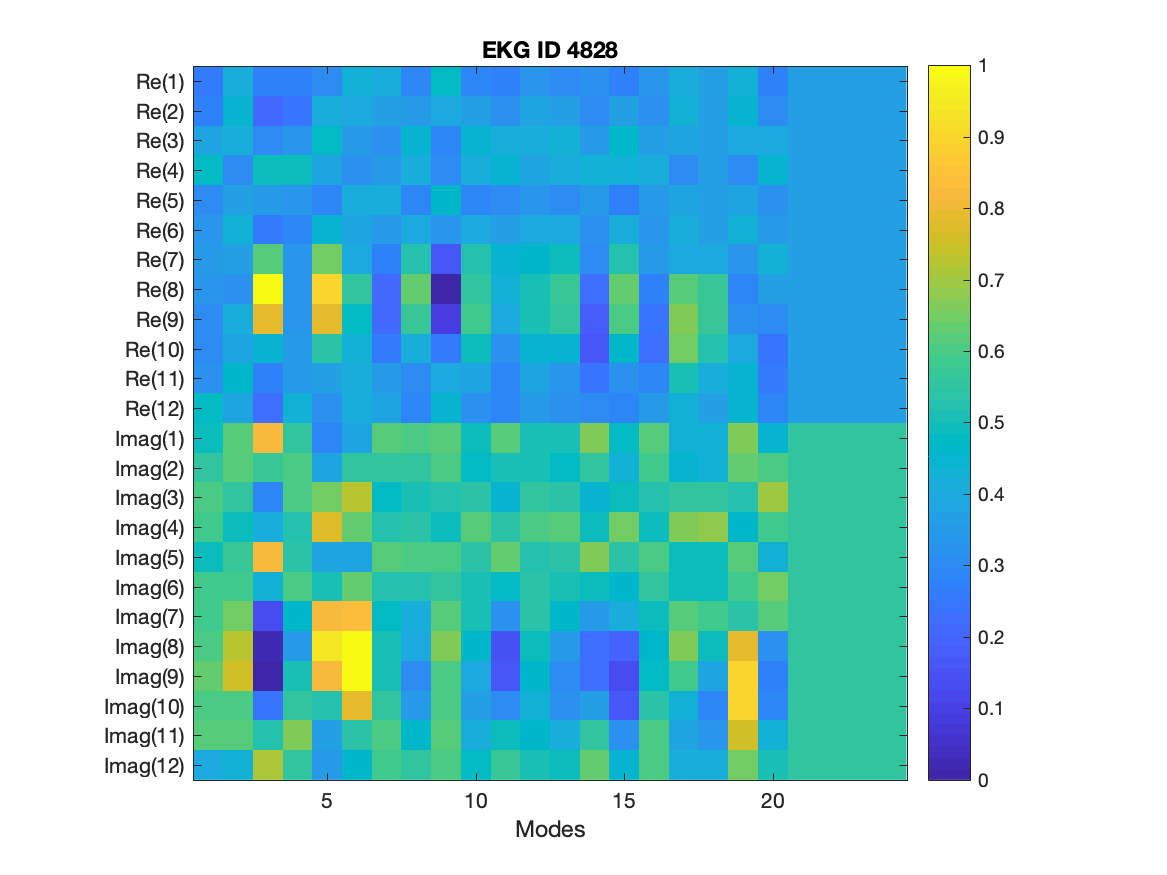 EKG ID 4828
Re(1)
Re(2)
Re(3)
Re(4)
Re(5)
Re(6)
Re(7)
Re(8)
Re(9)
Re(10)
Re(11)
Re(12)
Imag(1)
Imag(2)
Imag(3)
Imag(4)
Imag(5)
Imag(6)
Imag(7)
Imag(8)
Imag(9)
Imag(10)
Imag(11)
Imag(12)
5 10 15 20
Modes
1
0.9
0.8
0.7
0.6
0.5
0.4
0.3
0.2
0.1
0